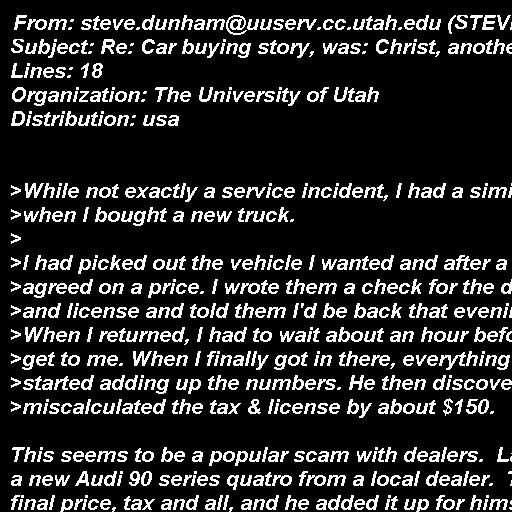 From: steve.dunham@uuserv.cc.utah.edu (STEV
Subject: Re: Car buying story, was: Christ, anothe
Lines: 18
Organization: The University of Utah
Distribution: usa
>While not exactly a service incident, I had a simi
>when I bought a new truck.
>
>I had picked out the vehicle I wanted and after a
>agreed on a price. I wrote them a check for the d
>and license and told them I'd be back that eveni
>When I returned, I had to wait about an hour befo
>get to me. When I finally got in there, everything
>started adding up the numbers. He then discove
>miscalculated the tax & license by about $150.
This seems to be a popular scam with dealers.  La
a new Audi 90 series quatro from a local dealer.  T
final price, tax and all, and he added it up for hims